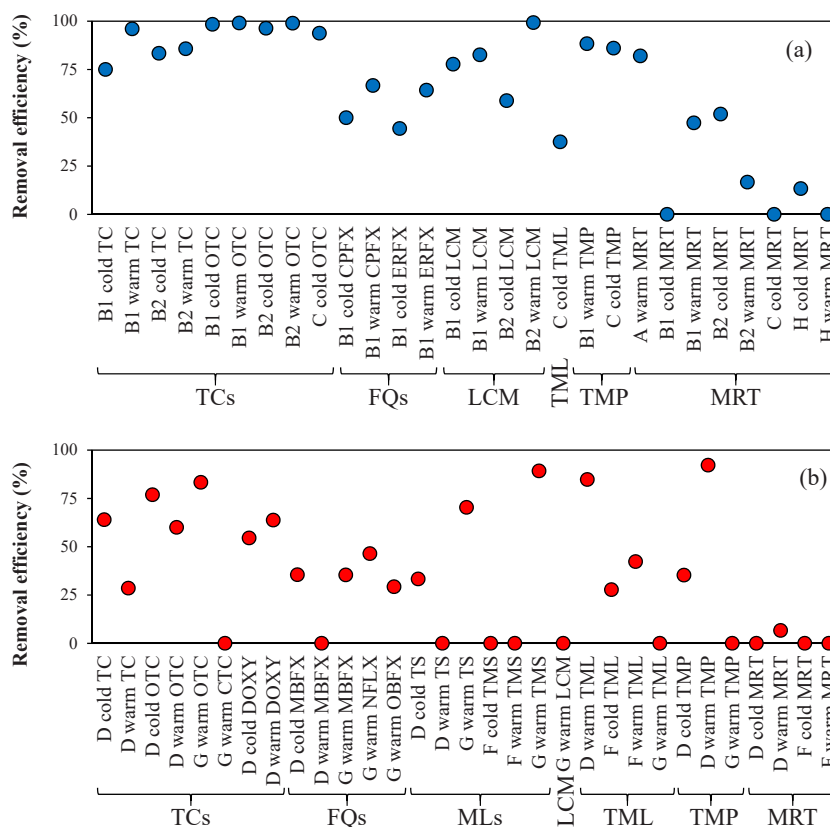 Removal efficiency (%)
100
75
50
25
0
(a)
B1 cold TC
B1 warm TC
B2 cold TC
B2 warm TC
B1 cold OTC
B1 warm OTC
B2 cold OTC
B2 warm OTC
C cold OTC
B1 cold CPFX
B1 warm CPFX
B1 cold ERFX
B1 warm ERFX
B1 cold LCM
B1 warm LCM
B2 cold LCM
B2 warm LCM
C cold TML
B1 warm TMP
C cold TMP
A warm MRT
B1 cold MRT
B1 warm MRT
B2 cold MRT
B2 warm MRT
C cold MRT
H cold MRT
H warm MRT
TCs
FQs
LCM
TML
TMP
MRT
Removal efficiency (%)
100
75
50
25
0
(b)
D cold TC
D warm TC
D cold OTC
D warm OTC
G warm OTC
G warm CTC
D cold DOXY
D warm DOXY
D cold MBFX
D warm MBFX
G warm MBFX
G warm NFLX
G warm OBFX
D cold TS
D warm TS
G warm TS
F cold TMS
F warm TMS
G warm TMS
G warm LCM
D warm TML
F cold TML
F warm TML
G warm TML
D cold TMP
D warm TMP
G warm TMP
D cold MRT
D warm MRT
F cold MRT
F warm MRT
TCs
FQs
MLs
LCM
TML
TMP
MRT